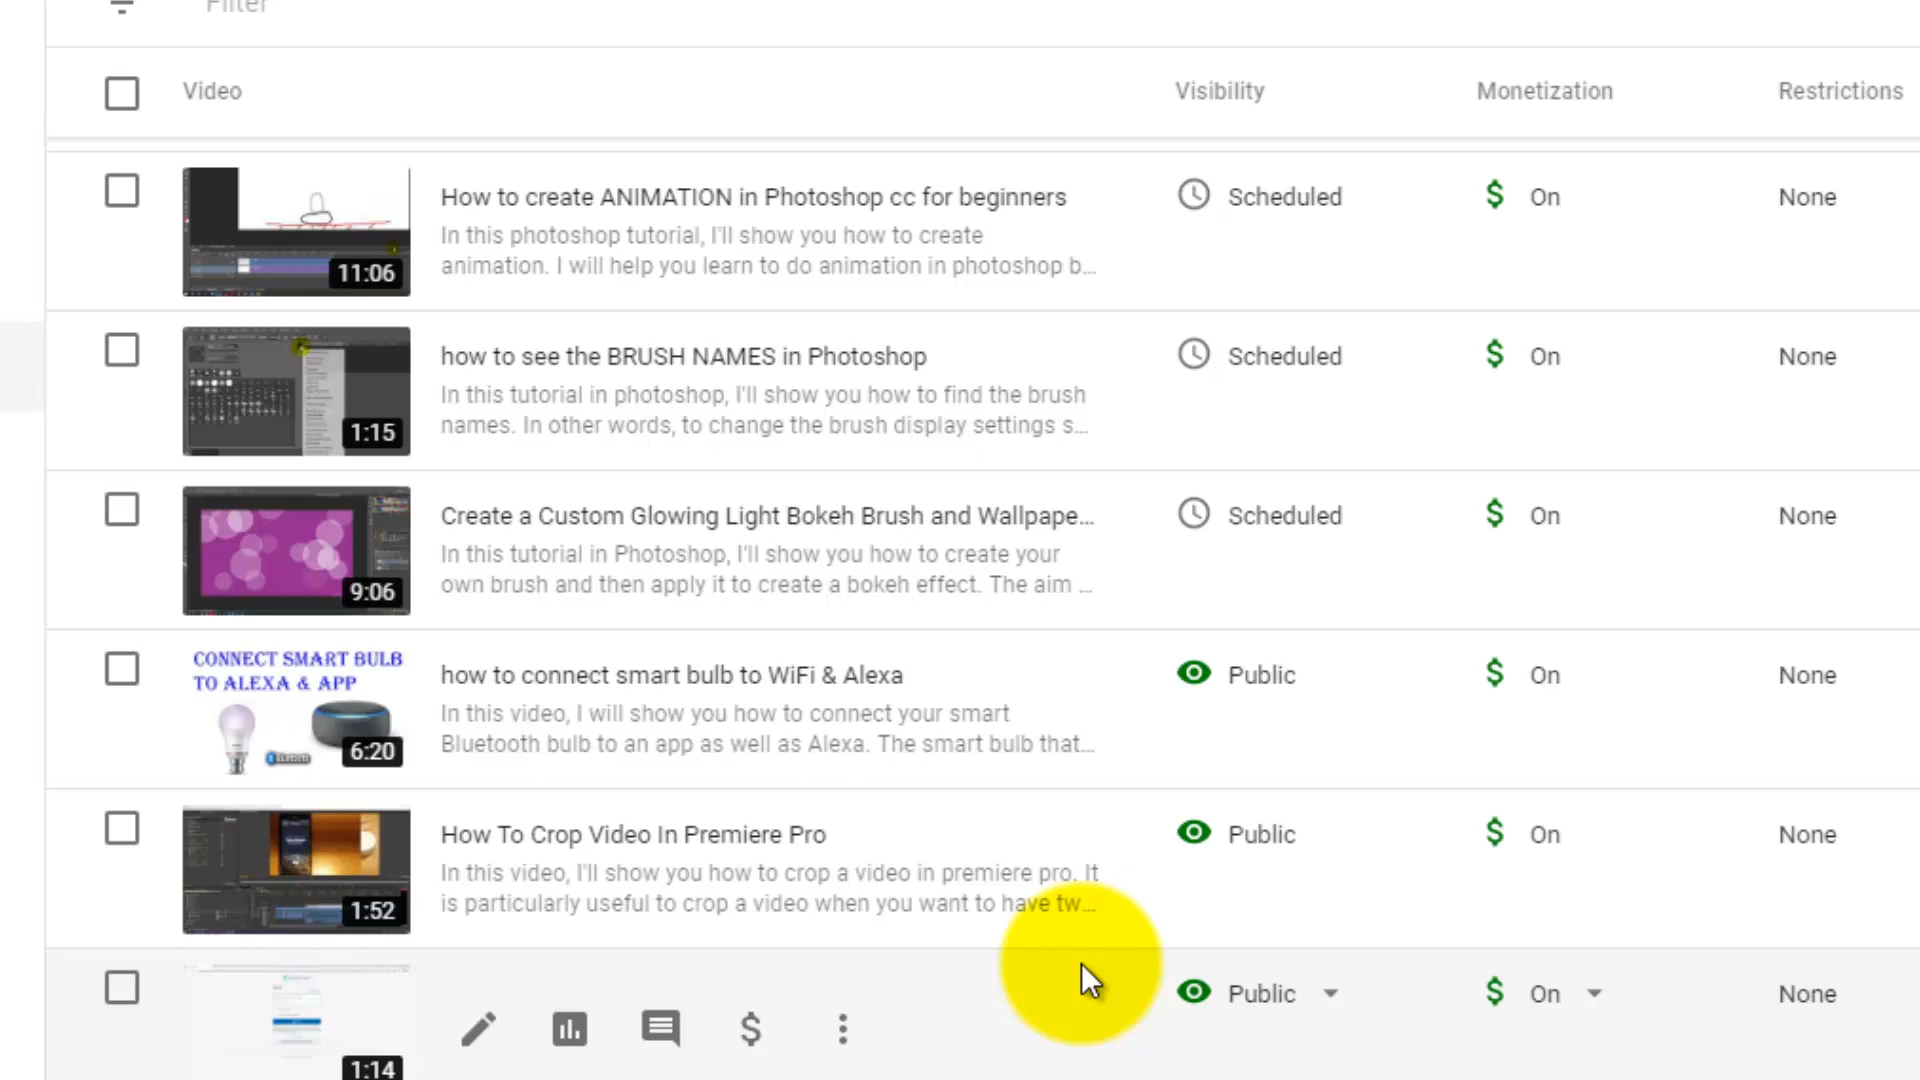 Filter
Video Visibility Monetization Restrictions
How to create ANIMATION in Photoshop cc for beginners Scheduled $ On None
In this photoshop tutorial, I'll show you how to create
animation. I will help you learn to do animation in photoshop b...
11:06
how to see the BRUSH NAMES in Photoshop Scheduled $ On None
In this tutorial in photoshop, I'll show you how to find the brush
names. In other words, to change the brush display settings s...
1:15
Create a Custom Glowing Light Bokeh Brush and Wallpape... Scheduled $ On None
In this tutorial in Photoshop, I'll show you how to create your
own brush and then apply it to create a bokeh effect. The aim ...
9:06
CONNECT SMART BULB
TO ALEXA & APP
how to connect smart bulb to WiFi & Alexa Public $ On None
In this video, I will show you how to connect your smart
Bluetooth bulb to an app as well as Alexa. The smart bulb that...
Bluetooth
6:20
How To Crop Video In Premiere Pro Public $ On None
In this video, I'll show you how to crop a video in premiere pro. It
is particularly useful to crop a video when you want to have tw...
1:52
Public $ On None
$
1:14